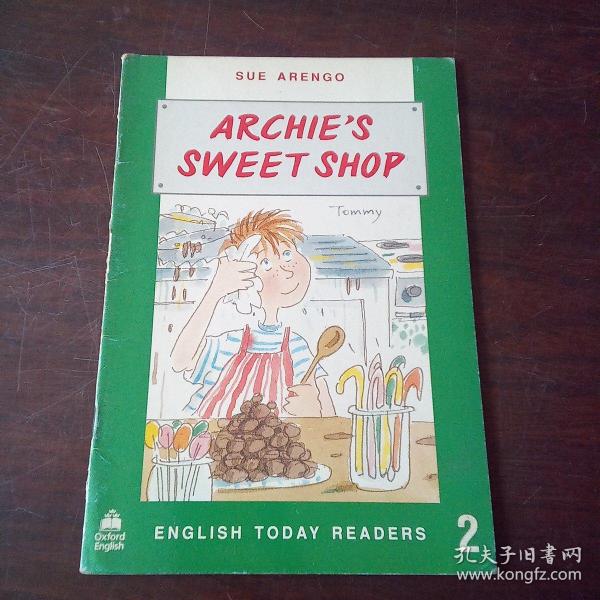 SUE ARENGO
ARCHIE'S
SWEET SHOP
Tommy
Oxford
English
ENGLISH TODAY READERS
2
孔夫子旧書网
www.kongfz.com